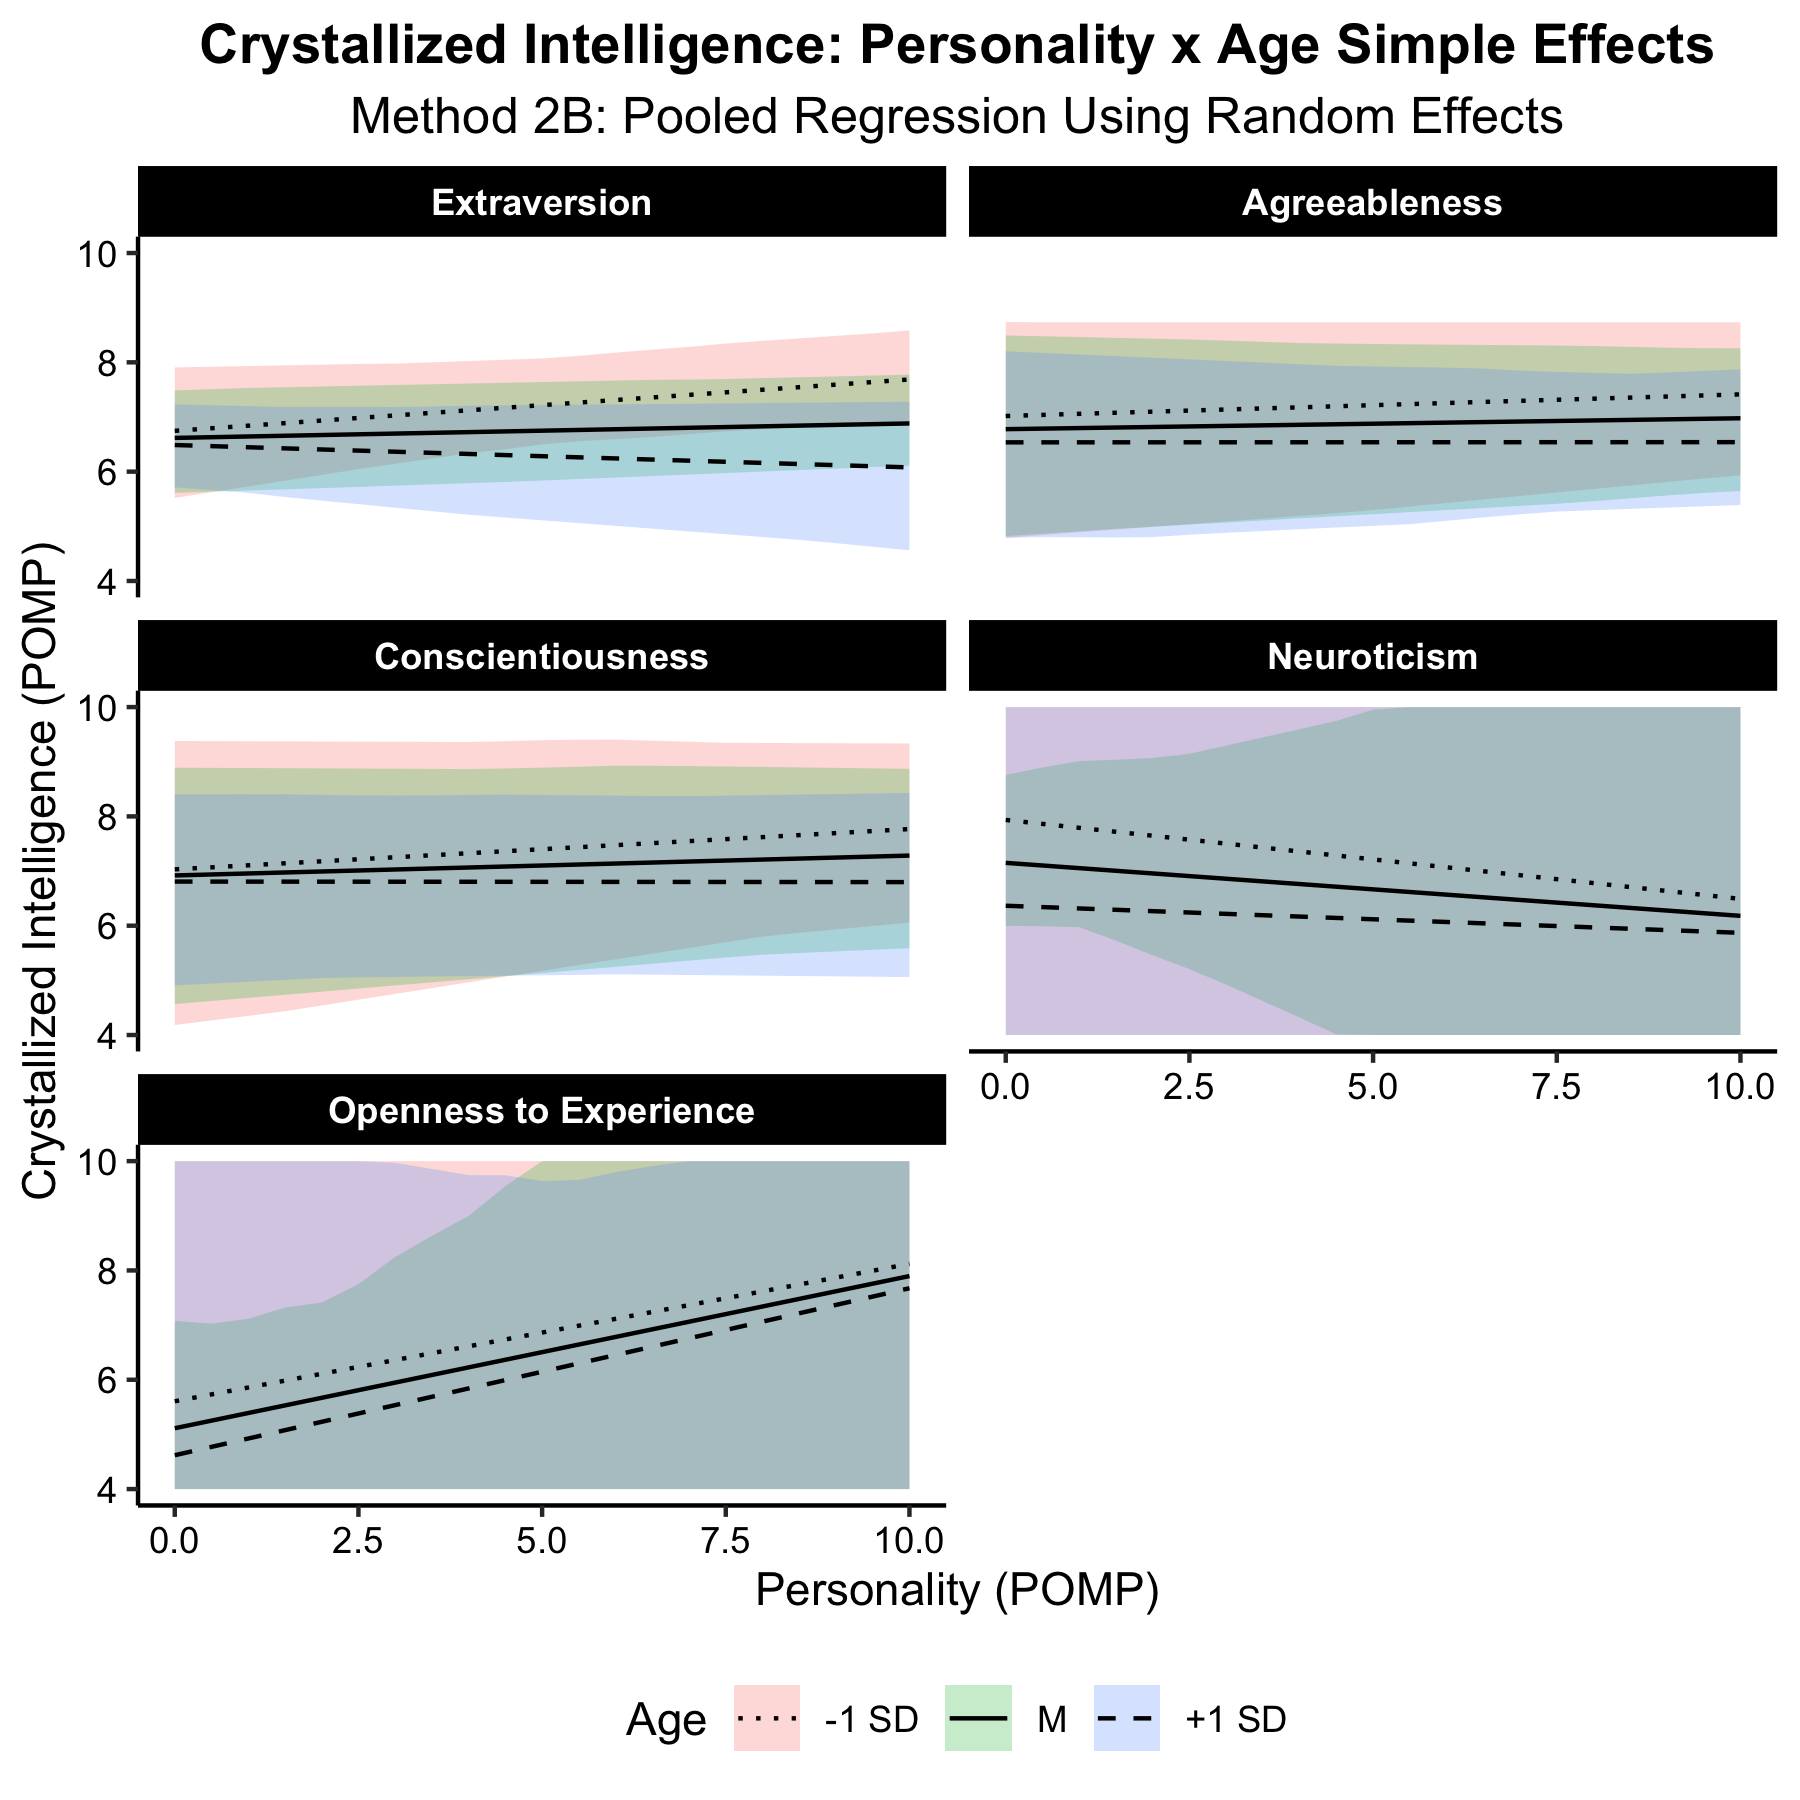 Crystallized Intelligence: Personality x Age Simple Effects
Method 2B: Pooled Regression Using Random Effects
Extraversion
Agreeableness
10
8
6
4
Conscientiousness
Neuroticism
10
8
6
4
0.0 2.5 5.0 7.5 10.0
Openness to Experience
10
8
6
4
0.0 2.5 5.0 7.5 10.0
Crystallized Intelligence (POMP)
Personality (POMP)
Age -1 SD M +1 SD